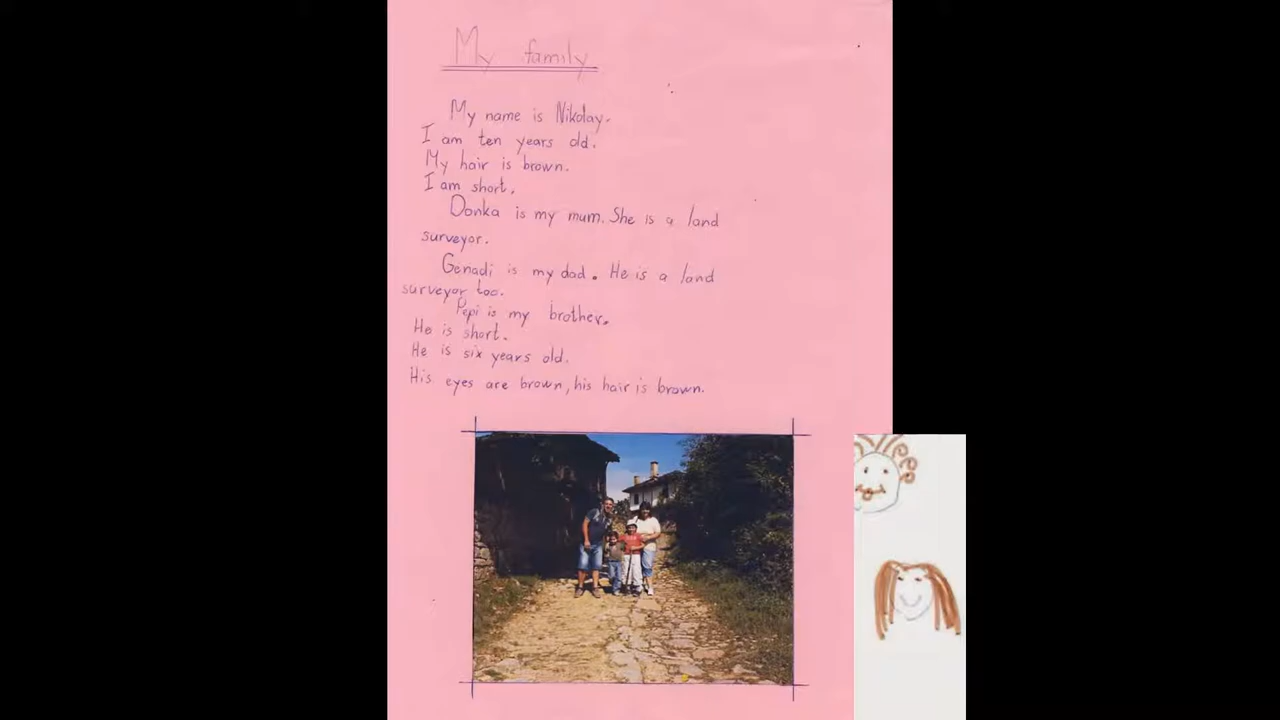 My family
My name is Nikolay.
I am ten years old.
My hair is brown.
I am short.
Donka is my mum. She is a land
surveyor.
Genadi is my dad. He is a land
surveyor too.
Pepi is my brother.
He is short.
He is six years old.
His eyes are brown, his hair is brown.